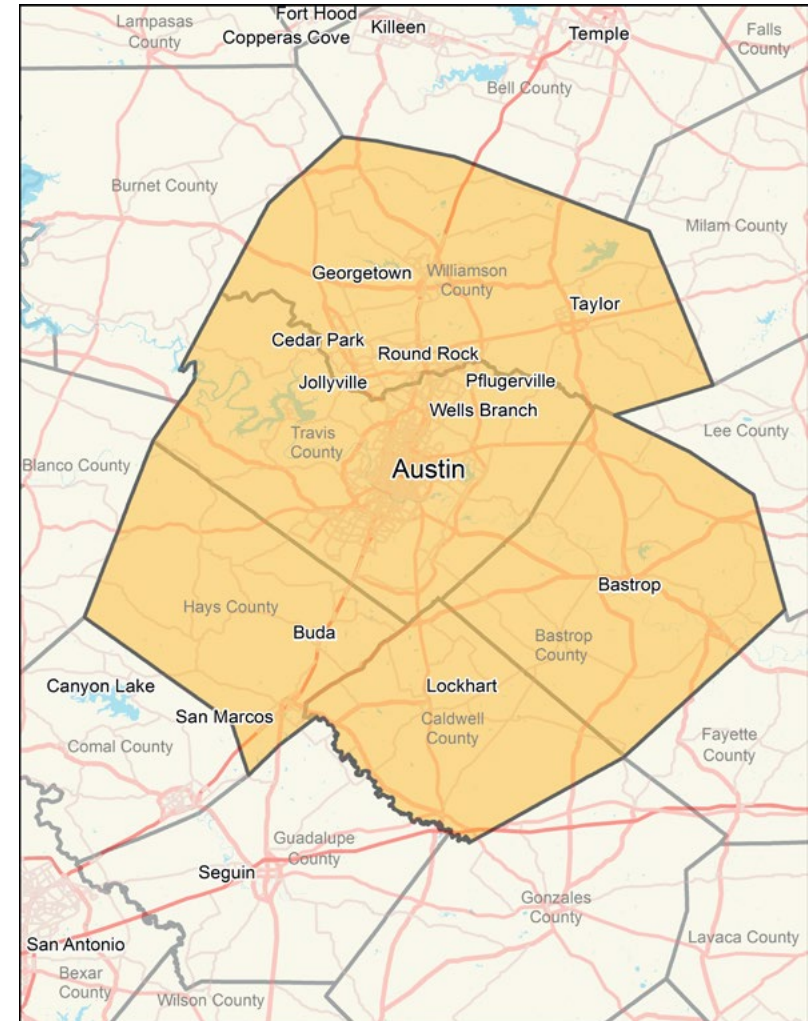 Fort Hood
Lampasas
County
Killeen
Copperas Cove
Temple
Falls
County
Bell County
Burnet County
Milam County
Georgetown
Williamson
County
Taylor
Cedar Park
Round Rock
Jollyville
Pflugerville
Wells Branch
Travis
County
Lee County
Blanco County
Austin
Bastrop
Hays County
Buda
Bastrop
County
Canyon Lake
Lockhart
San Marcos
Caldwell
County
Comal County
Fayette
County
Guadalupe
County
Seguin
Gonzales
County
San Antonio
Lavaca County
Bexar
County
Wilson County